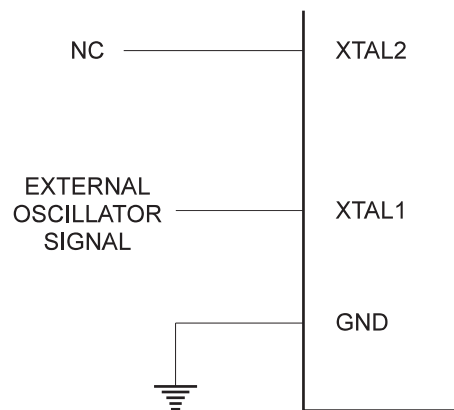 NC
XTAL2
EXTERNAL
OSCILLATOR
SIGNAL
XTAL1
GND